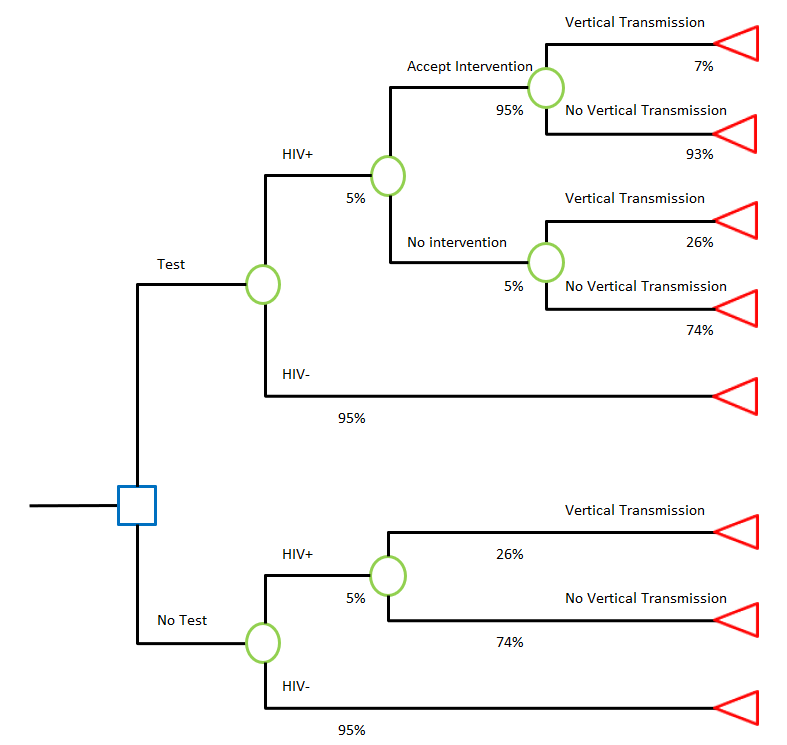 Vertical Transmission
7%
Accept Intervention
95%
No Vertical Transmission
93%
HIV+
5%
Vertical Transmission
26%
No intervention
5%
No Vertical Transmission
74%
Test
HIV-
95%
Vertical Transmission
26%
HIV+
5%
No Vertical Transmission
74%
No Test
HIV-
95%